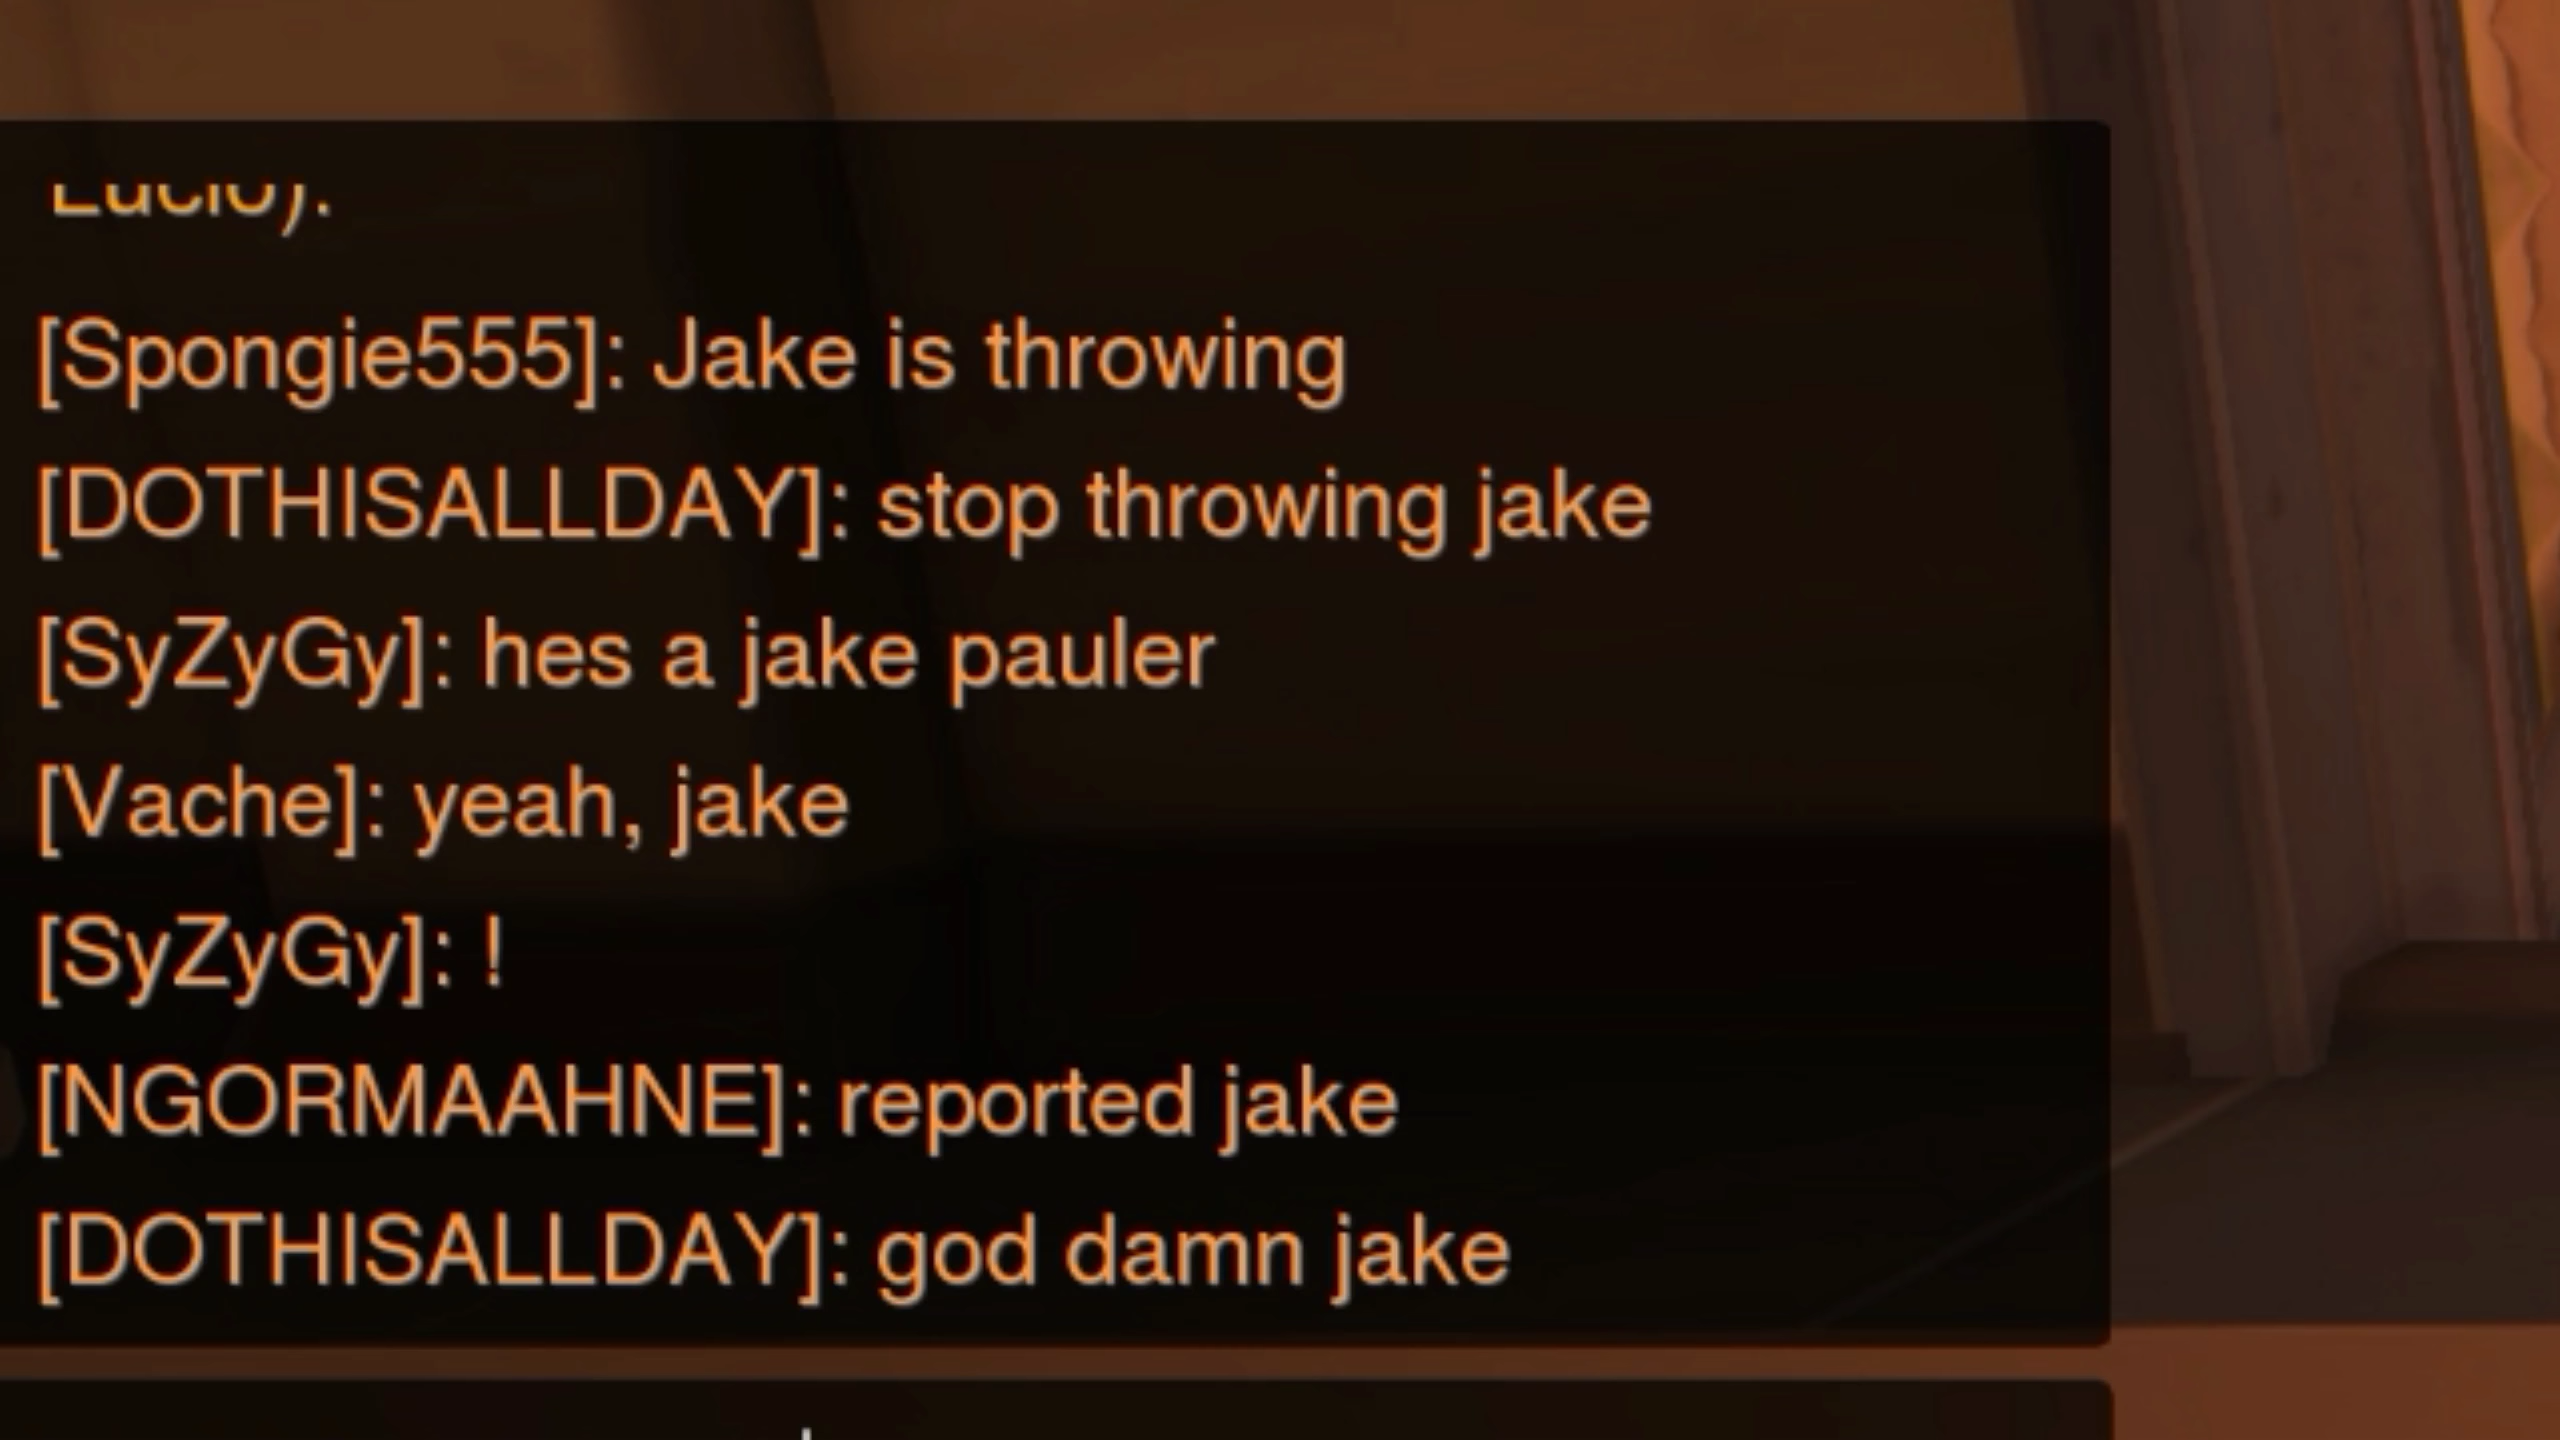 Lucio).
[Spongie555]: Jake is throwing
[DOTHISALLDAY]: stop throwing jake
[SyZyGy]: hes a jake pauler
[Vache]: yeah, jake
[SyZyGy]: !
[NGORMAAHNE]: reported jake
[DOTHISALLDAY]: god damn jake